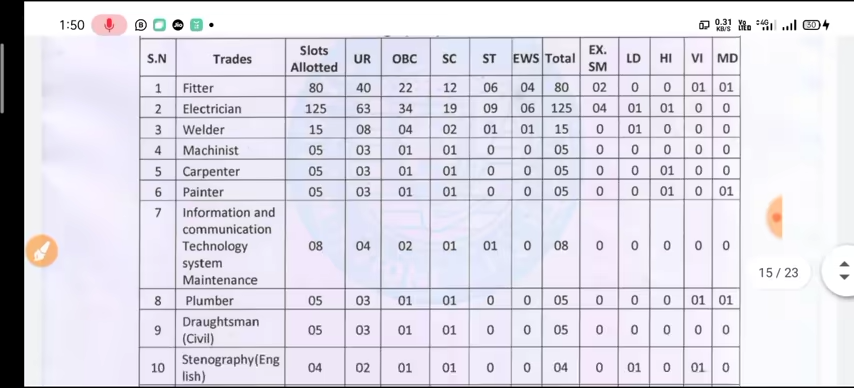 1:50
0.31 KB/S
4G
30
S.N Trades Slots Allotted UR OBC SC ST EWS Total EX. SM LD HI VI MD
1 Fitter 80 40 22 12 06 04 80 02 0 0 01 01
2 Electrician 125 63 34 19 09 06 125 04 01 01 0 0
3 Welder 15 08 04 02 01 01 15 0 01 0 0 0
4 Machinist 05 03 01 01 0 0 05 0 0 0 0 0
5 Carpenter 05 03 01 01 0 0 05 0 0 01 0 0
6 Painter 05 03 01 01 0 0 05 0 0 01 0 01
7 Information and
communication
Technology 08 04 02 01 01 0 08 0 0 0 0 0
system
Maintenance
15 / 23
8 Plumber 05 03 01 01 0 0 05 0 0 0 01 01
9 Draughtsman
(Civil) 05 03 01 01 0 0 05 0 0 0 0 0
10 Stenography(Eng
lish) 04 02 01 01 0 0 04 0 01 0 01 0